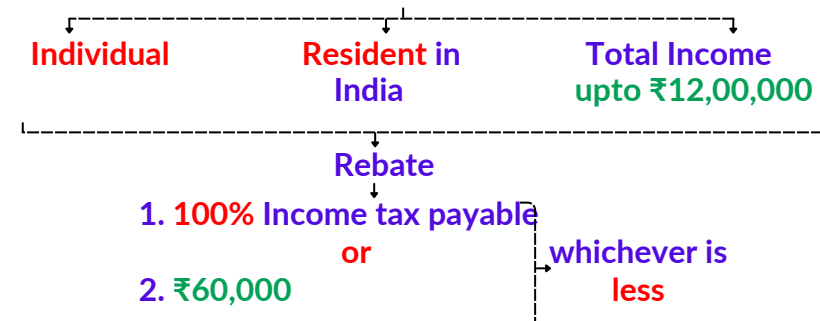 Individual
Resident in
India
Total Income
upto ₹12,00,000
Rebate
1. 100% Income tax payable
or
2. ₹60,000
whichever is
less